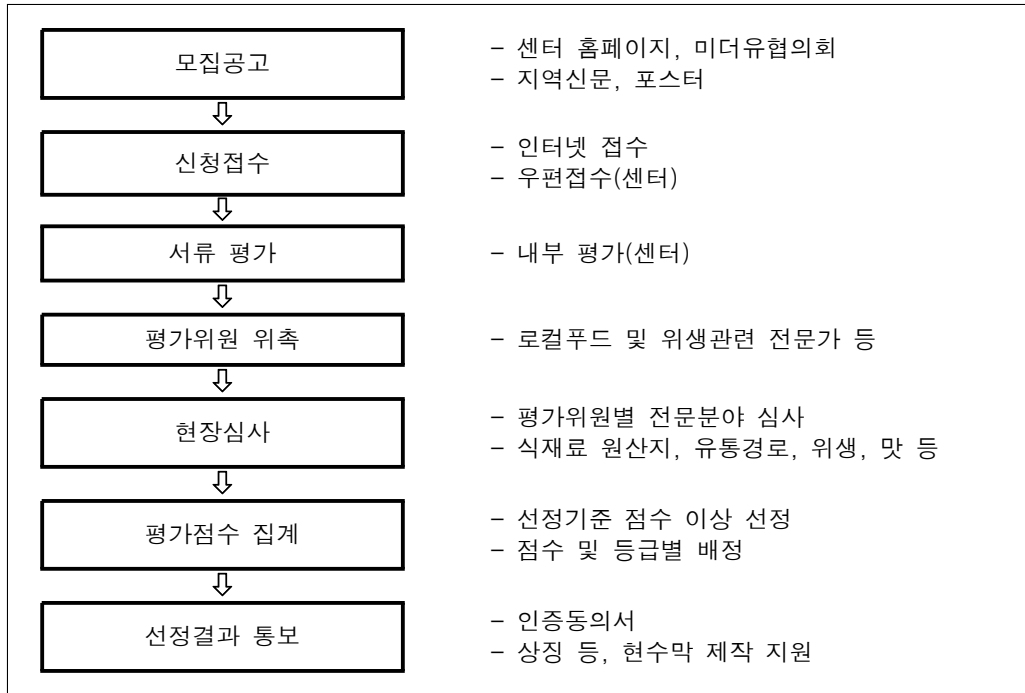 모집공고
– 센터 홈페이지, 미더유협의회
– 지역신문, 포스터
신청접수
– 인터넷 접수
– 우편접수(센터)
서류 평가
– 내부 평가(센터)
평가위원 위촉
– 로컬푸드 및 위생관련 전문가 등
현장심사
– 평가위원별 전문분야 심사
– 식재료 원산지, 유통경로, 위생, 맛 등
평가점수 집계
– 선정기준 점수 이상 선정
– 점수 및 등급별 배정
선정결과 통보
– 인증동의서
– 상징 등, 현수막 제작 지원